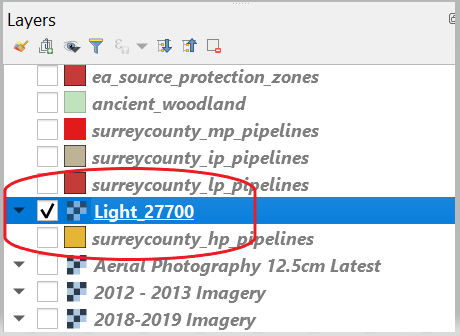 Layers
ea_source_protection_zones
ancient_woodland
surreycounty_mp_pipelines
surreycounty_ip_pipelines
surreycounty_lp_pipelines
Light_27700
surreycounty_hp_pipelines
Aerial Photography 12.5cm Latest
2012 - 2013 Imagery
2018-2019 Imagery